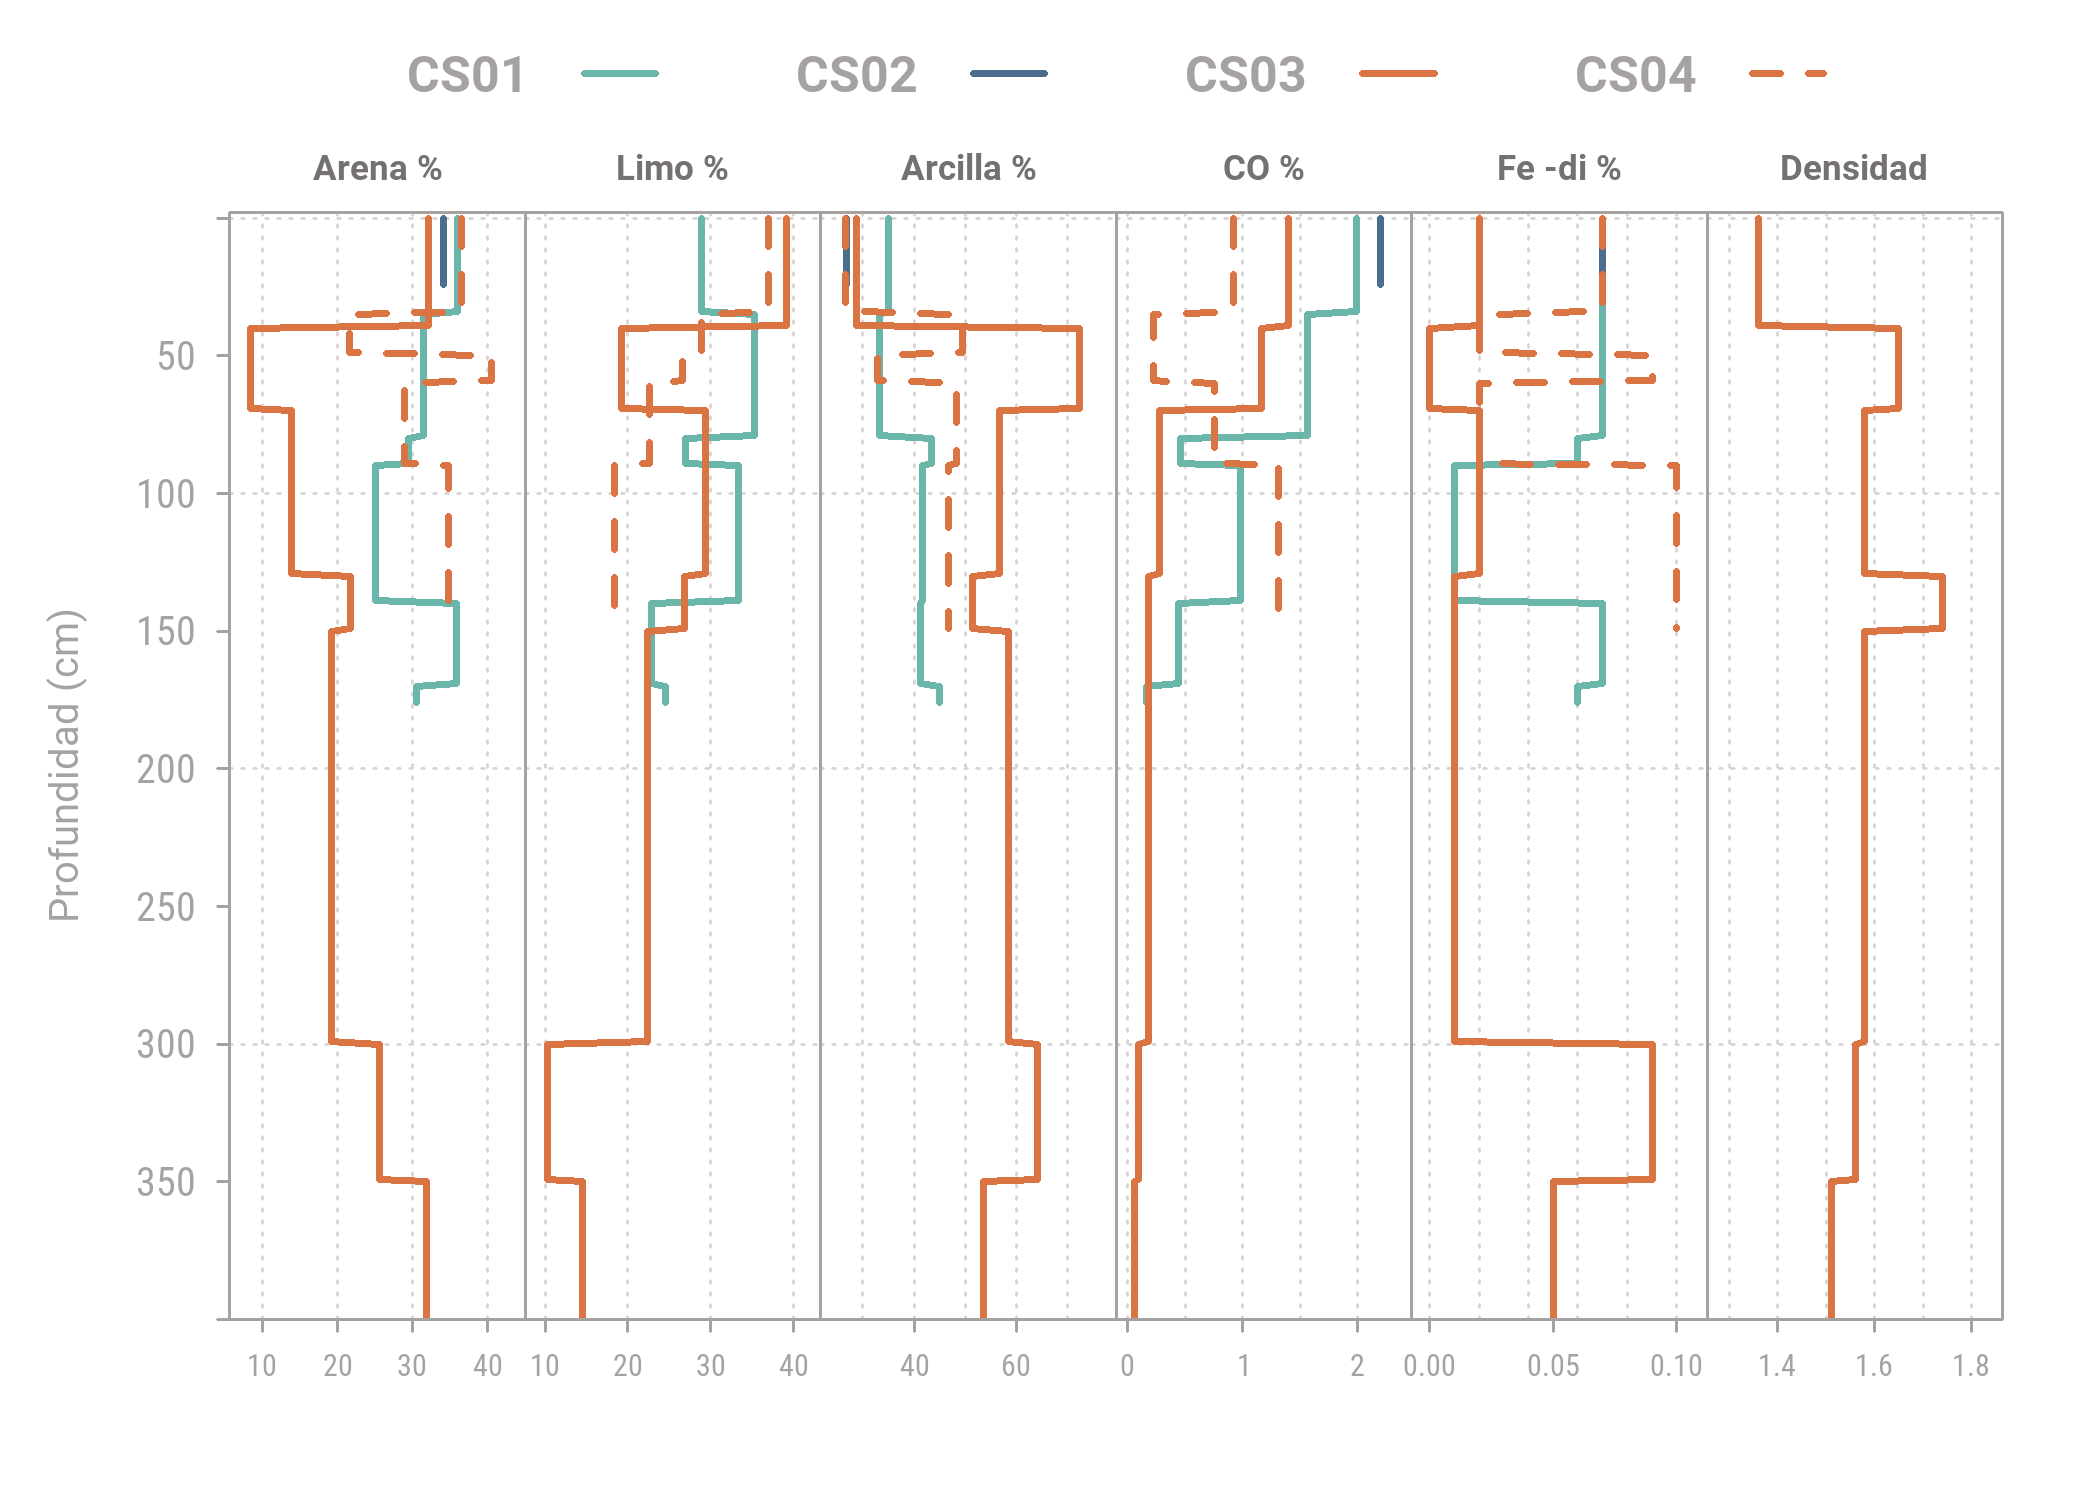 CS01 CS02 CS03 CS04
Arena % Limo % Arcilla % CO % Fe -di % Densidad
Profundidad (cm)
50
100
150
200
250
300
350
10 20 30 40 10 20 30 40 40 60 0 1 2 0.00 0.05 0.10 1.4 1.6 1.8